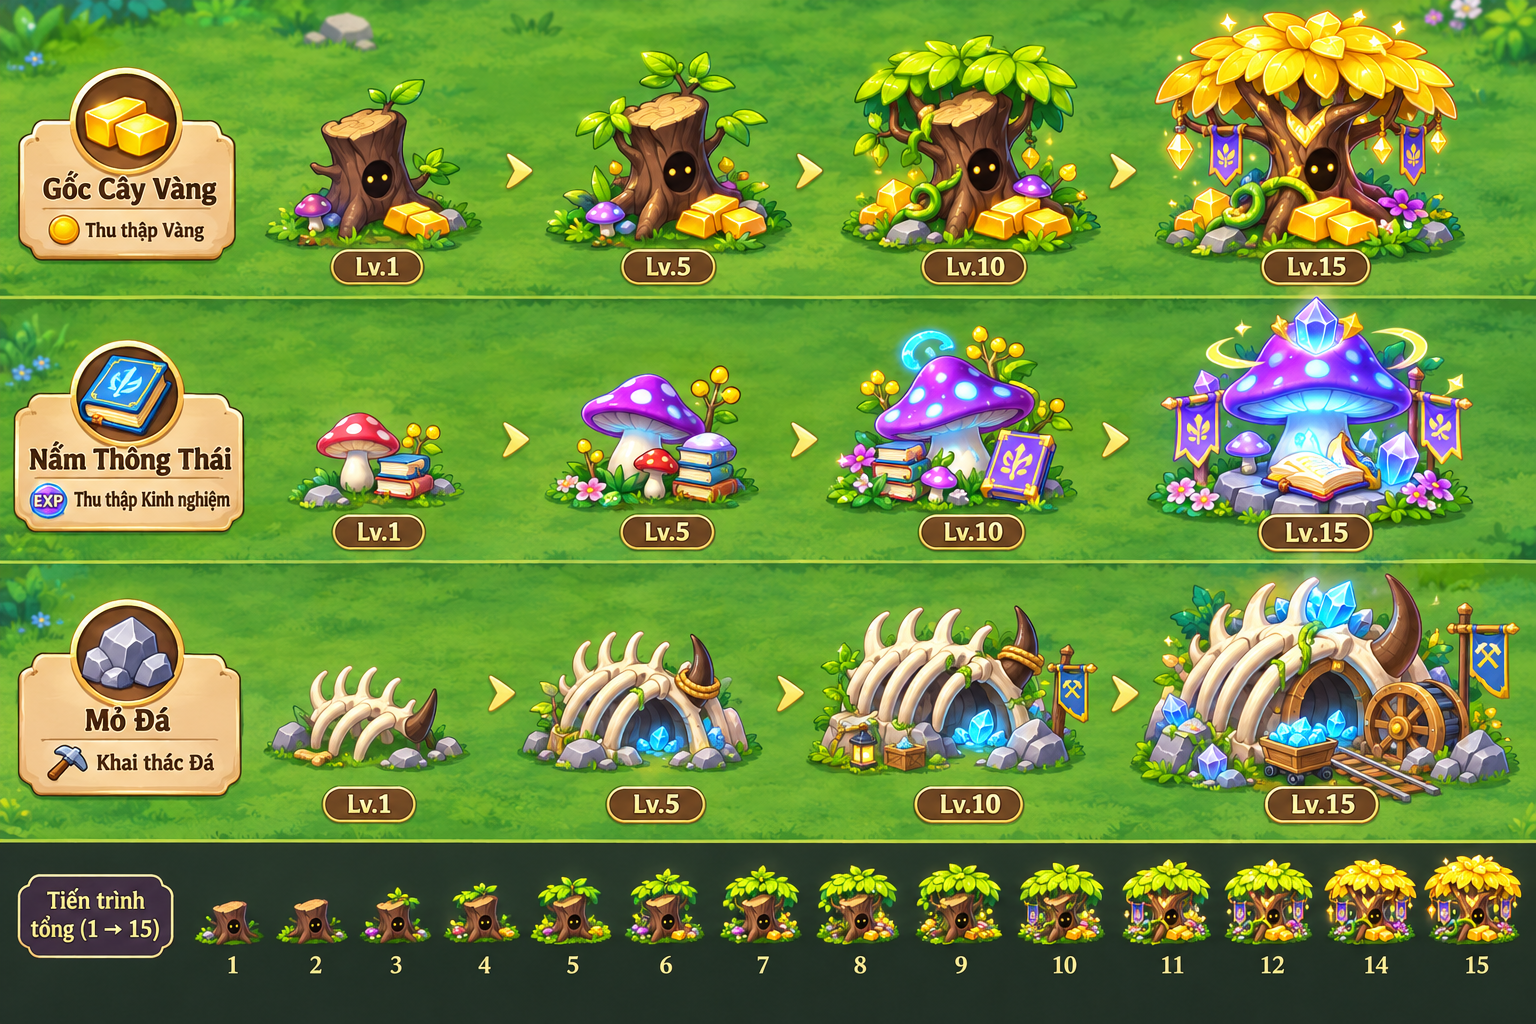 Gốc Cây Vàng
Thu thập Vàng
Lv.1
Lv.5
Lv.10
Lv.15
Nấm Thông Thái
EXP Thu thập Kinh nghiệm
Lv.1
Lv.5
Lv.10
Lv.15
Mỏ Đá
Khai thác Đá
Lv.1
Lv.5
Lv.10
Lv.15
Tiến trình
tổng (1 → 15)
1 2 3 4 5 6 7 8 9 10 11 12 14 15